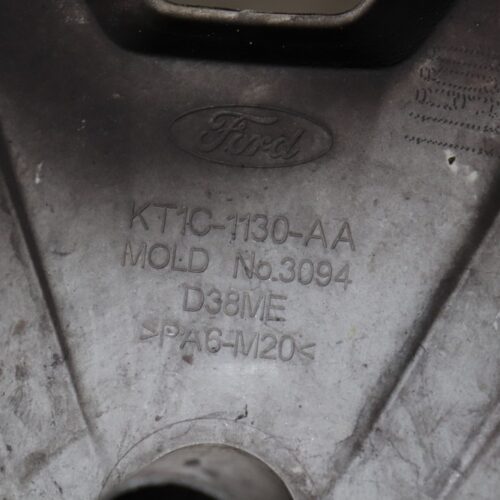 Ford
KT1C-1130-AA
MOLD No.3094
D38ME
>PA6-M20<